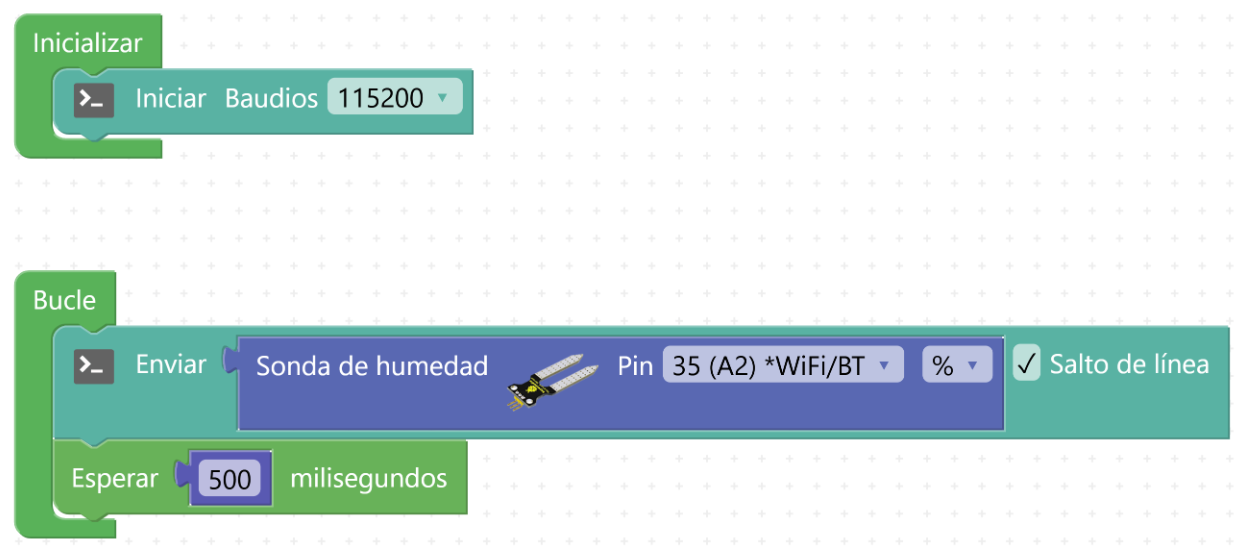 Inicializar
>_ Iniciar Baudios 115200
Bucle
>_ Enviar Sonda de humedad Pin 35 (A2) *WiFi/BT % ✓ Salto de línea
Esperar 500 milisegundos